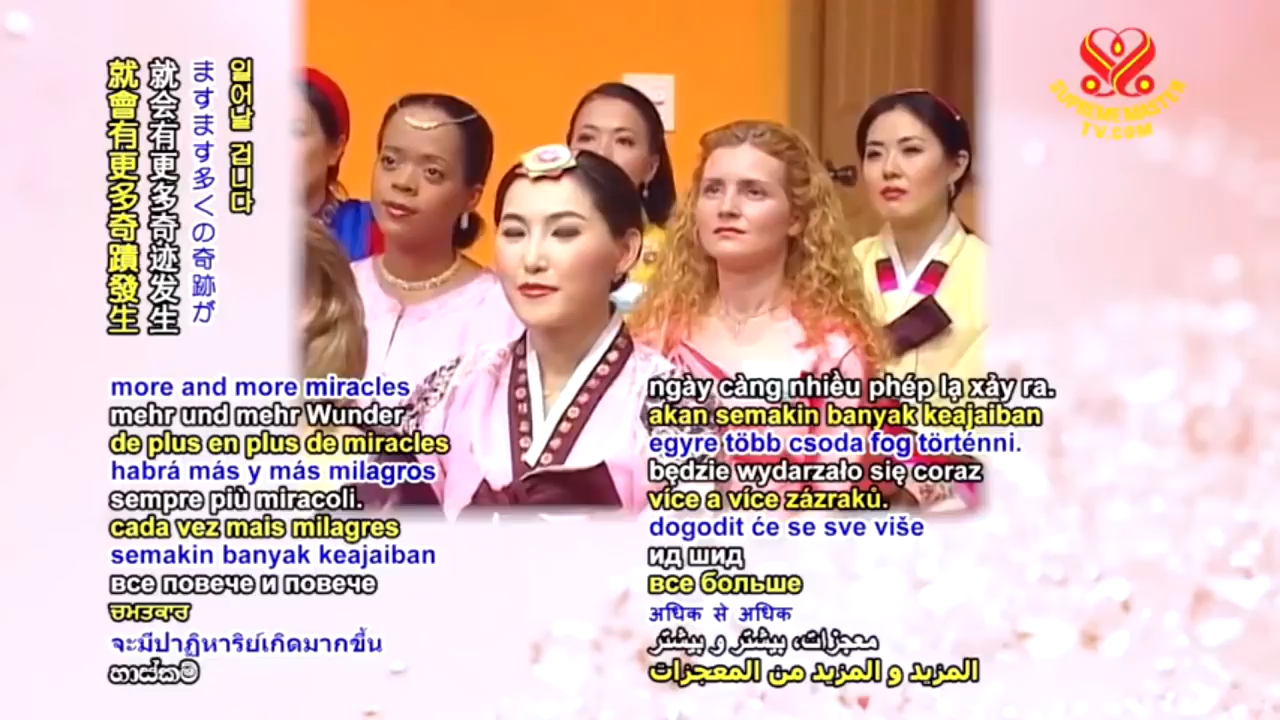 就會有更多奇蹟發生
就会有更多奇迹发生
ますます多くの奇跡が
일어날 겁니다
SUPREME MASTER
TV.COM
more and more miracles
mehr und mehr Wunder,
de plus en plus de miracles
habrá más y más milagros
sempre più miracoli.
cada vez mais milagres
semakin banyak keajaiban
все повече и повече
ਚਮਤਕਾਰ
จะมีปาฏิหาริย์เกิดมากขึ้น
ngày càng nhiều phép lạ xảy ra.
akan semakin banyak keajaiban
egyre több csoda fog történni.
będzie wydarzało się coraz
více a více zázraků.
dogodit će se sve više
ид шид
все больше
अधिक से अधिक
معجزات، بیشتر و بیشتر
المزيد و المزيد من المعجزات